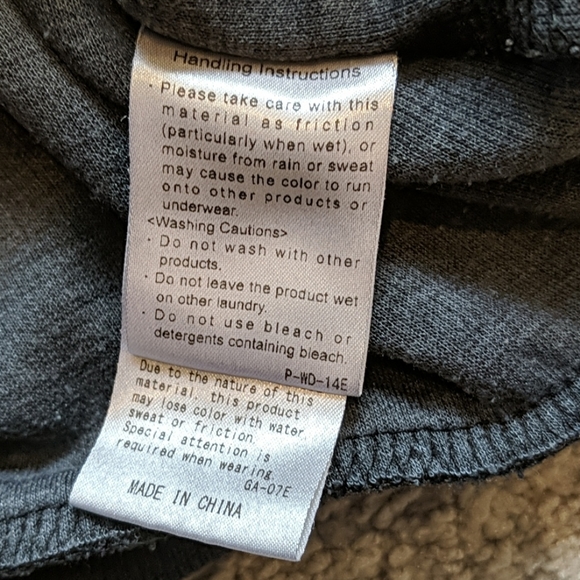 Handling Instructions
· Please take care with this
material as friction
(particularly when wet), or
moisture from rain or sweat
may cause the color to run
onto other products or
underwear.
<Washing Cautions>
· Do not wash with other
products.
· Do not leave the product wet
on other laundry.
· Do not use bleach or
detergents containing bleach.
P-WD-14E
Due to the nature of this
material, this product
may lose color with water,
sweat or friction.
Special attention is
required when wearing
GA-07E
MADE IN CHINA